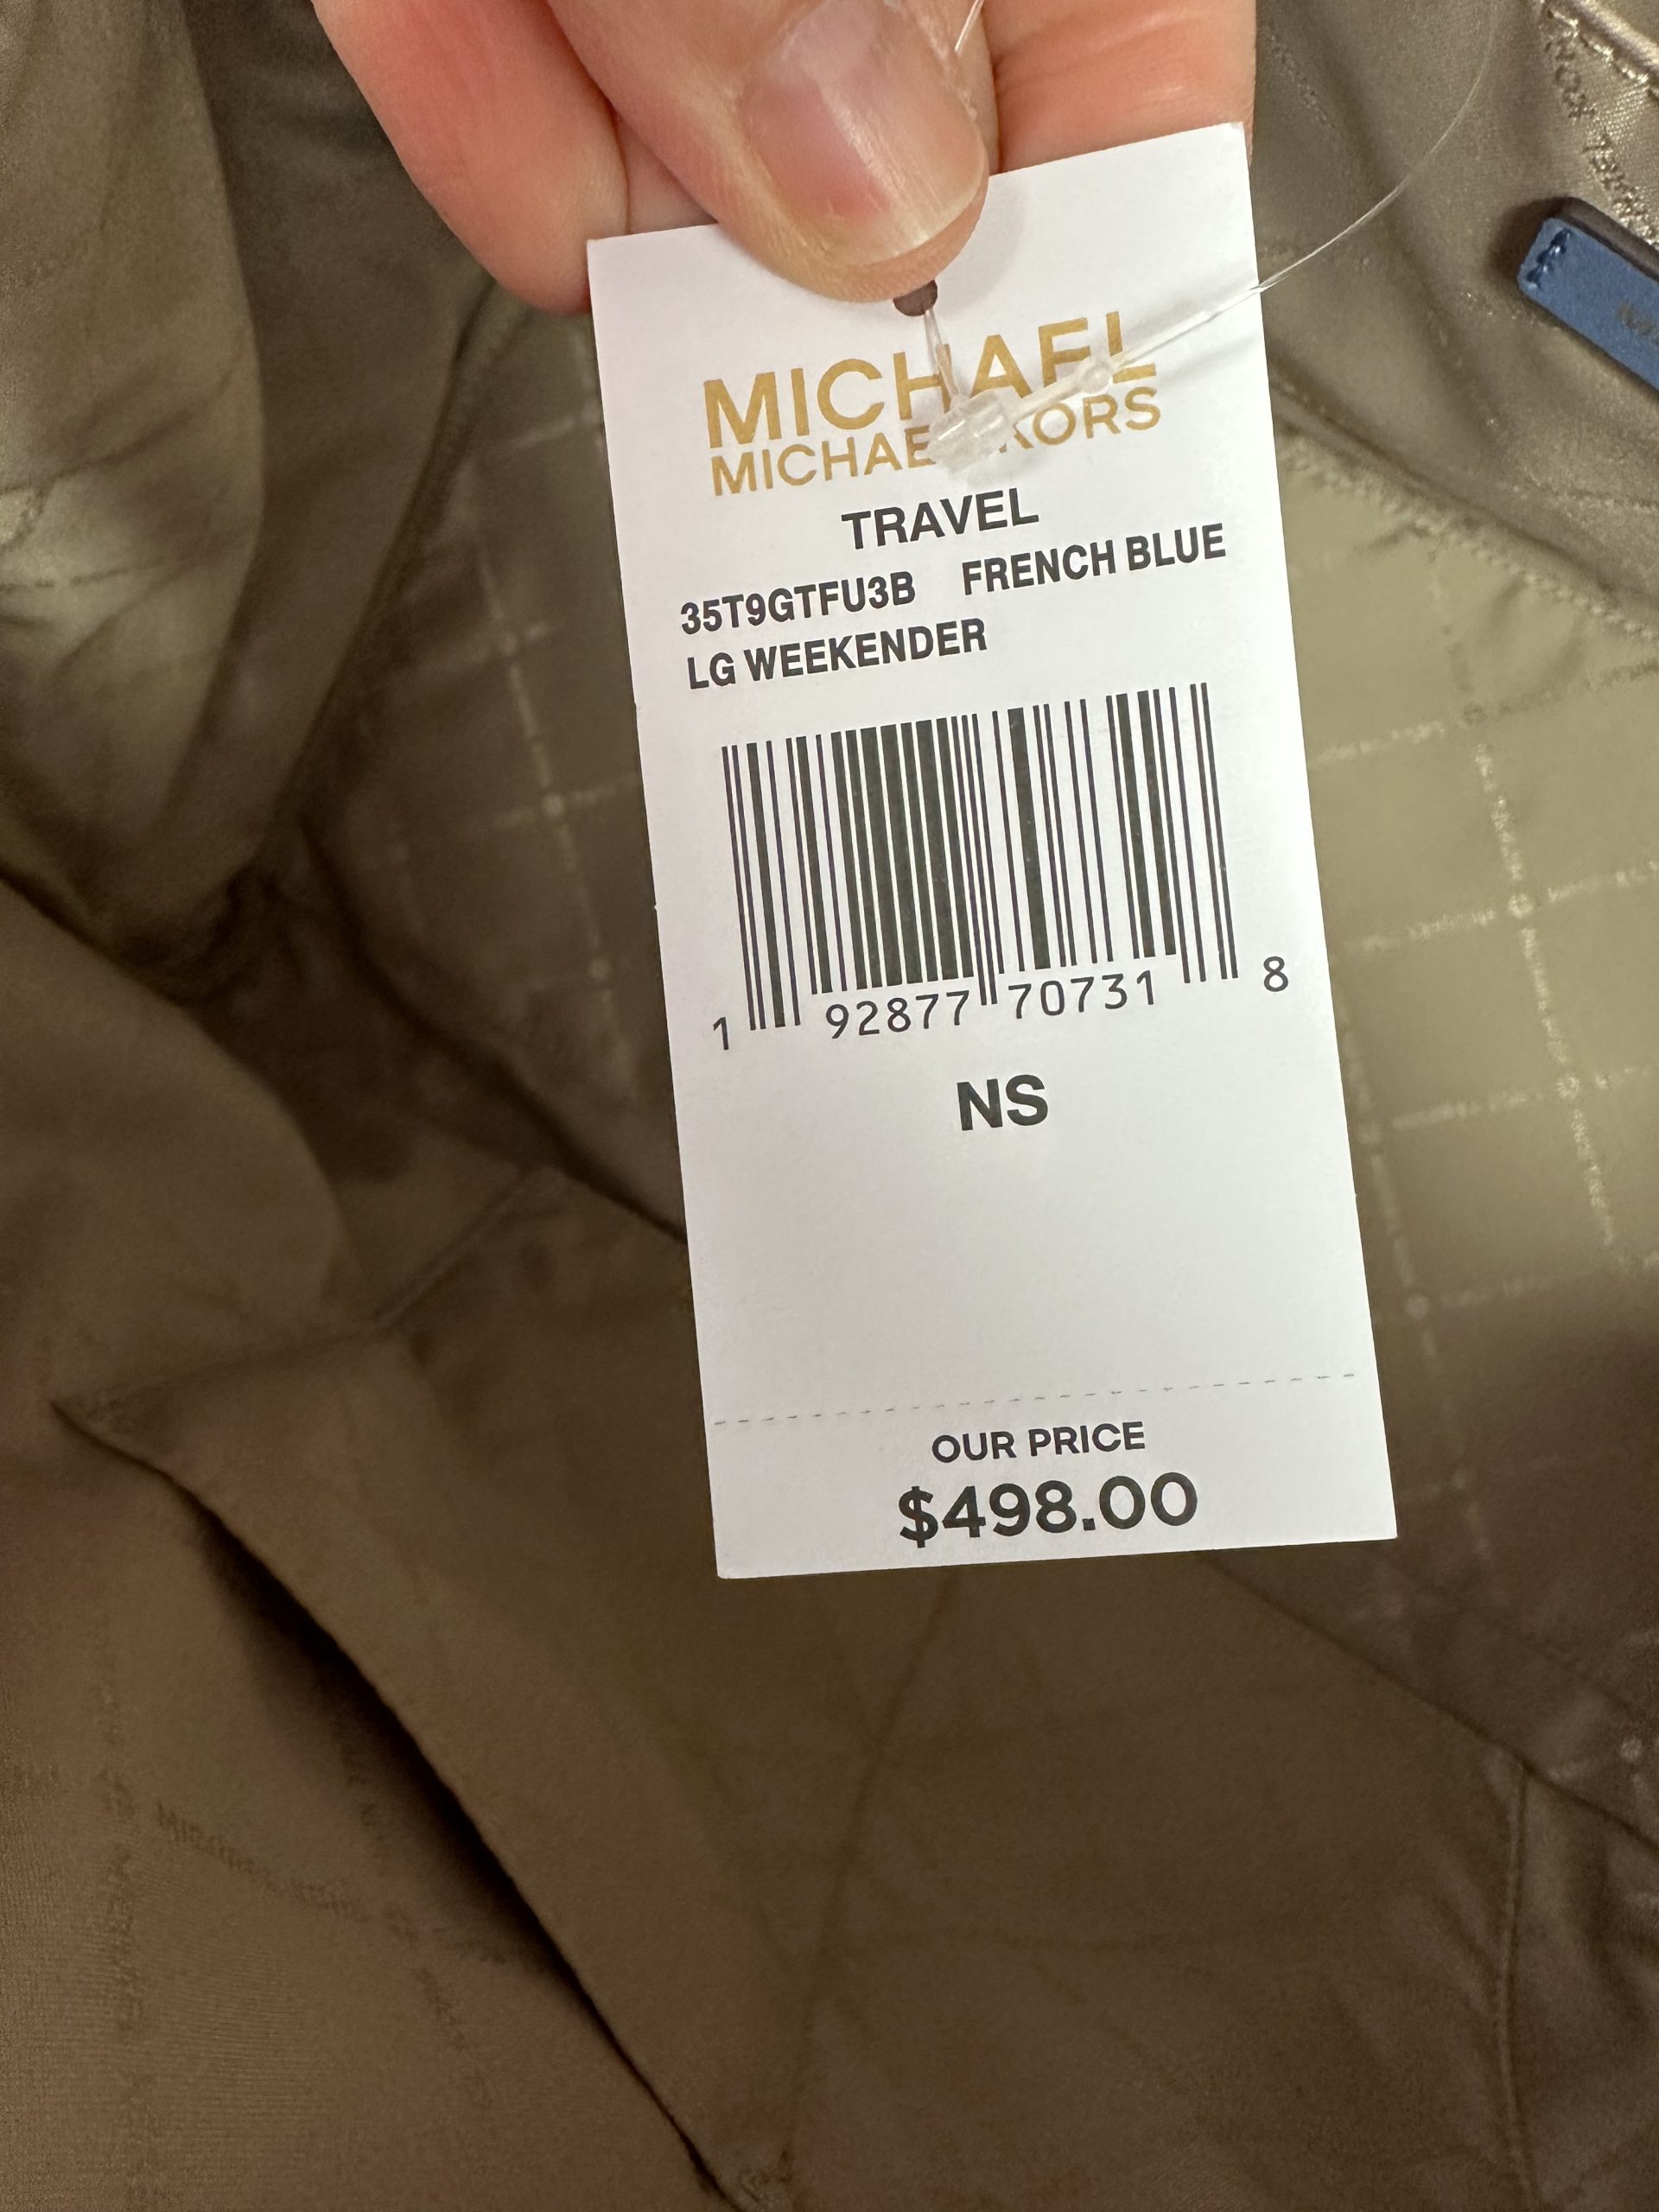 MICHAEL
MICHAEL KORS
TRAVEL
35T9GTFU3B FRENCH BLUE
LG WEEKENDER
1 92877 70731 8
NS
OUR PRICE
$498.00